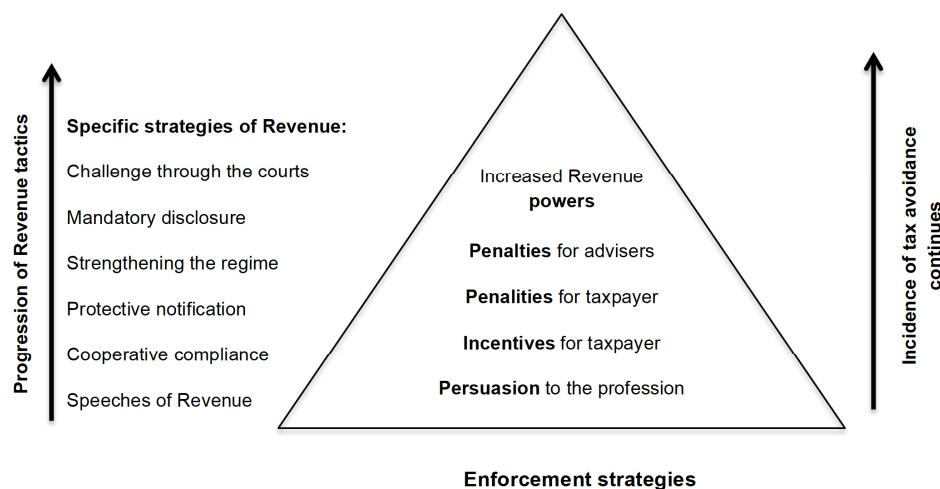 Progression of Revenue tactics
Specific strategies of Revenue:
Challenge through the courts
Mandatory disclosure
Strengthening the regime
Protective notification
Cooperative compliance
Speeches of Revenue
Increased Revenue
powers
Penalties for advisers
Penalities for taxpayer
Incentives for taxpayer
Persuasion to the profession
Incidence of tax avoidance
continues
Enforcement strategies